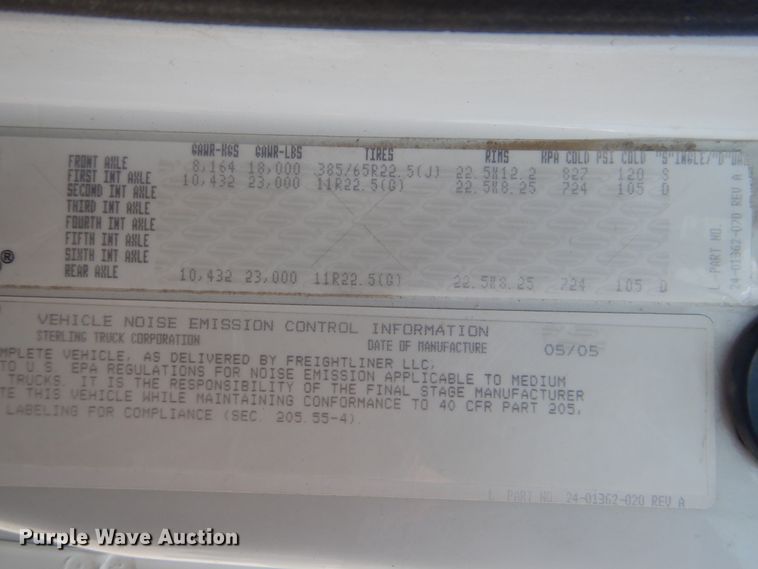 GAWR-KGS GAWR-LBS TIRES RIMS KPA COLD PSI COLD "S"INGLE/"D"UAL
FRONT AXLE 8,164 18,000 385/65R22.5(J) 22.5X12.2 827 120 S
FIRST INT AXLE 10,432 23,000 11R22.5(G) 22.5X8.25 724 105 D
SECOND INT AXLE
THIRD INT AXLE
FOURTH INT AXLE
FIFTH INT AXLE
SIXTH INT AXLE
REAR AXLE 10,432 23,000 11R22.5(G) 22.5X8.25 724 105 D
L PART NO. 24-01362-020 REV A
®
VEHICLE NOISE EMISSION CONTROL INFORMATION
STERLING TRUCK CORPORATION DATE OF MANUFACTURE 05/05
OMPLETE VEHICLE, AS DELIVERED BY FREIGHTLINER LLC,
TO U.S. EPA REGULATIONS FOR NOISE EMISSION APPLICABLE TO MEDIUM
TRUCKS. IT IS THE RESPONSIBILITY OF THE FINAL STAGE MANUFACTURER
TE THIS VEHICLE WHILE MAINTAINING CONFORMANCE TO 40 CFR PART 205,
LABELING FOR COMPLIANCE (SEC. 205.55-4).
L PART NO. 24-01362-020 REV A
Purple Wave Auction